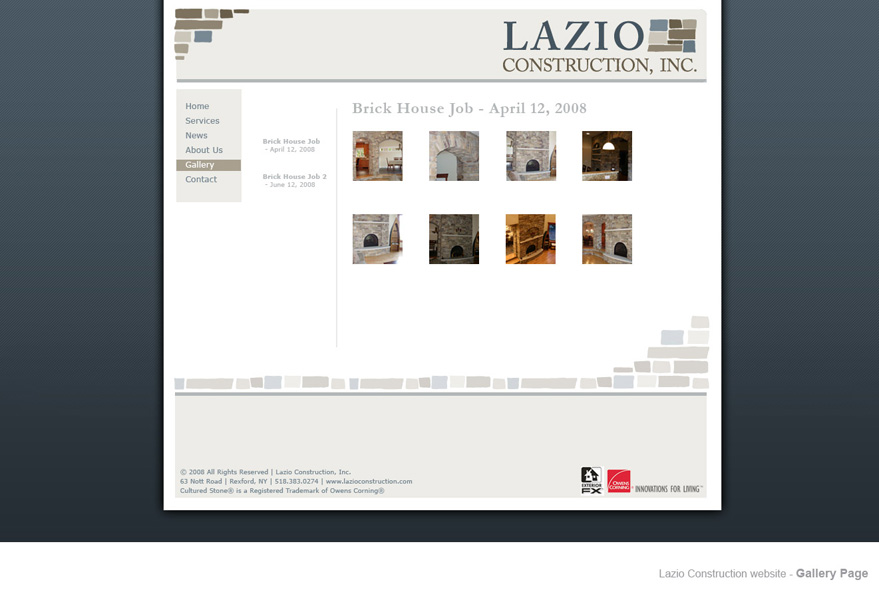 LAZIO
CONSTRUCTION, INC.
Home
Services
News
About Us
Gallery
Contact
Brick House Job
- April 12, 2008
Brick House Job 2
- June 12, 2008
Brick House Job - April 12, 2008
© 2008 All Rights Reserved | Lazio Construction, Inc.
63 Nott Road | Rexford, NY | 518.383.0274 | www.lazioconstruction.com
Cultured Stone® is a Registered Trademark of Owens Corning®
EXTERIOR
FX™
OWENS
CORNING
INNOVATIONS FOR LIVING™
Lazio Construction website - Gallery Page